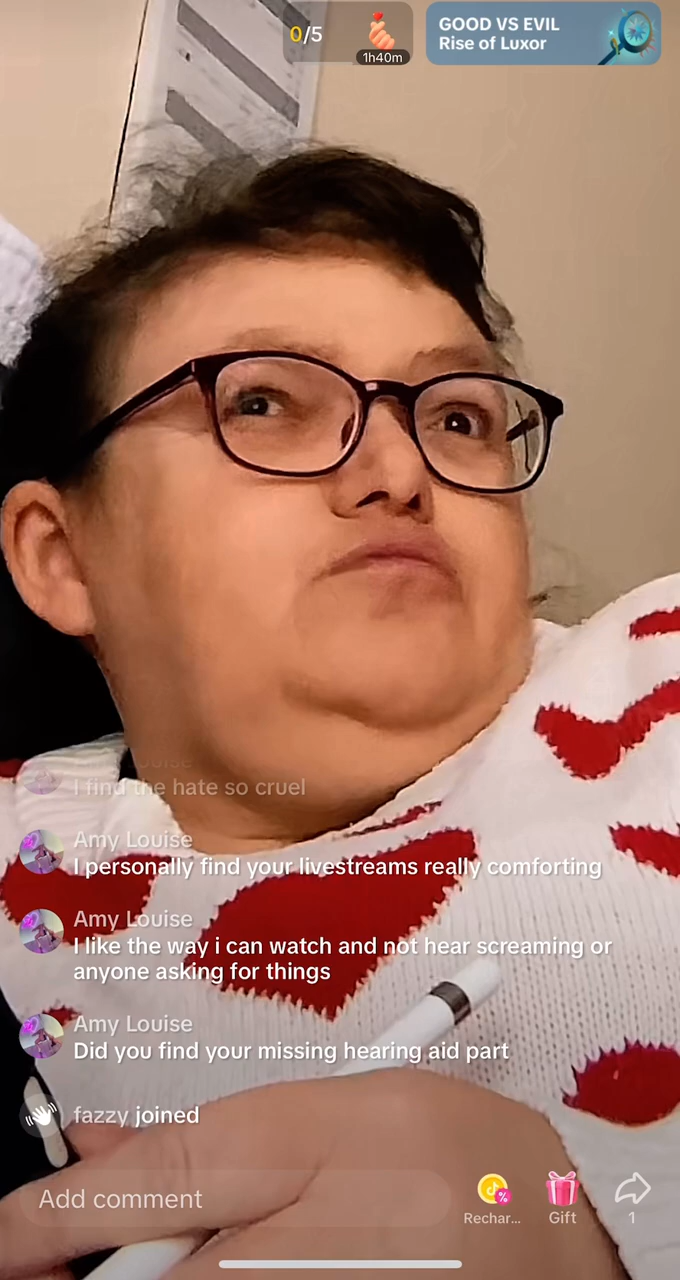 0/5
1h40m
GOOD VS EVIL
Rise of Luxor
Louise
I find the hate so cruel
Amy Louise
I personally find your livestreams really comforting
Amy Louise
I like the way i can watch and not hear screaming or
anyone asking for things
Amy Louise
Did you find your missing hearing aid part
fazzy joined
Add comment
Rechar...
Gift
1